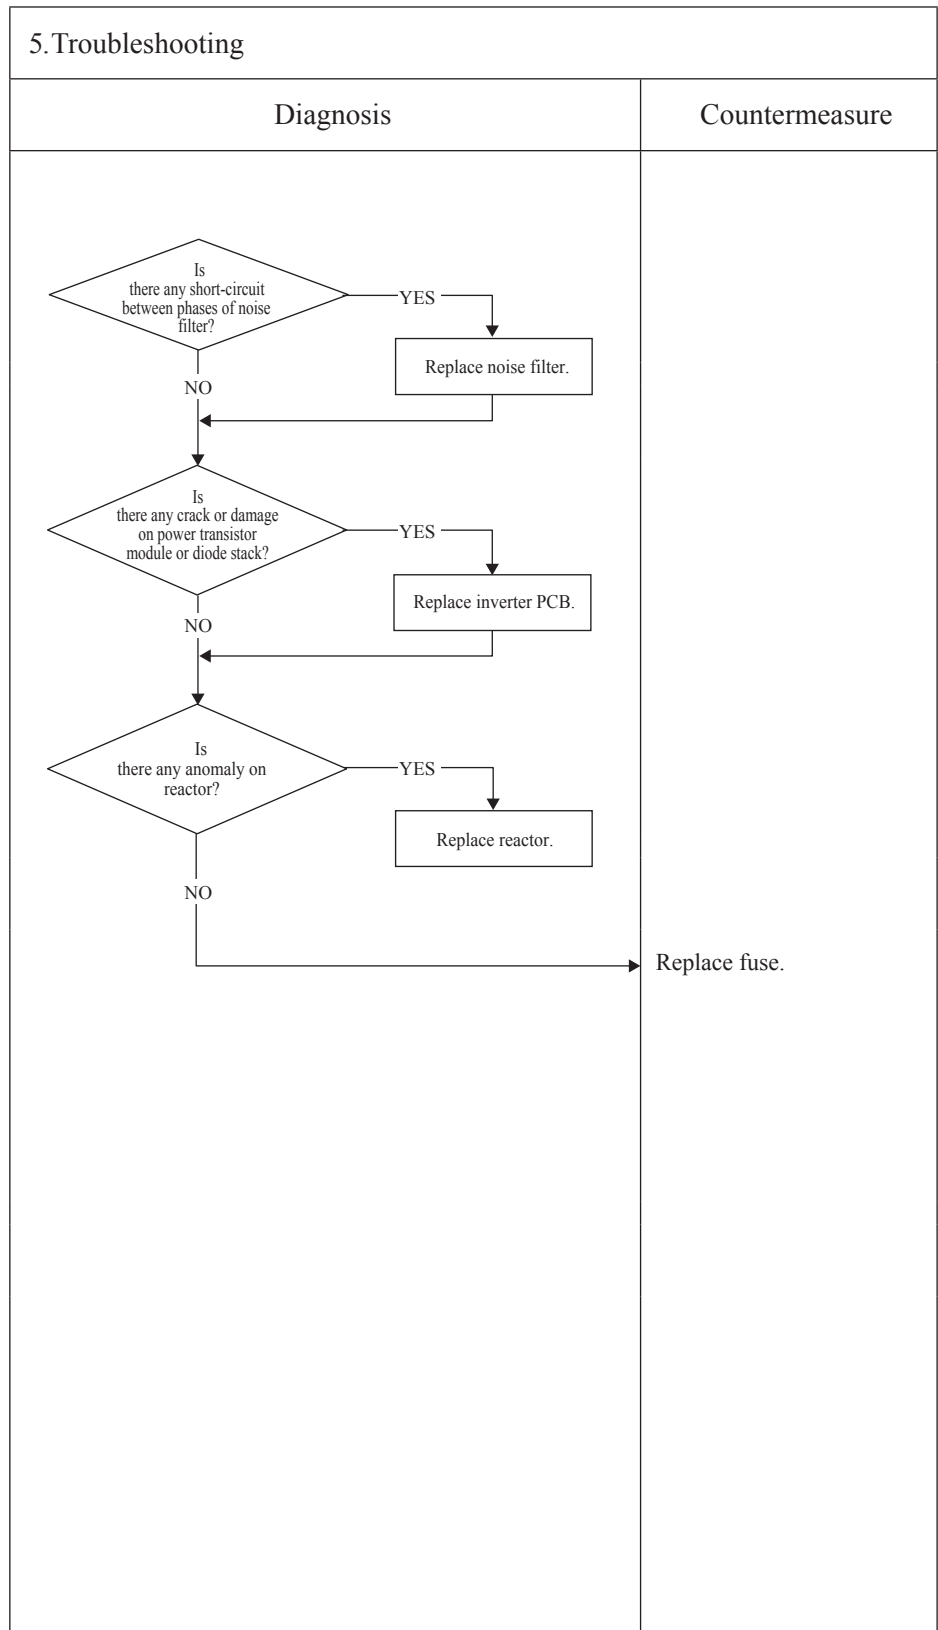 5.Troubleshooting
Diagnosis
Countermeasure
Is
there any short-circuit
between phases of noise
filter?
YES
Replace noise filter.
NO
Is
there any crack or damage
on power transistor
module or diode stack?
YES
Replace inverter PCB.
NO
Is
there any anomaly on
reactor?
YES
Replace reactor.
NO
Replace fuse.